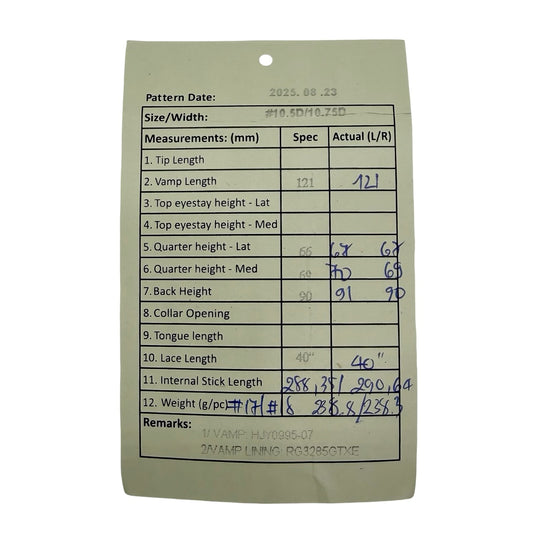 Pattern Date: 2025. 08 .23
Size/Width: #10.5D/10.75D
Measurements: (mm) Spec Actual (L/R)
1. Tip Length
2. Vamp Length 121 121
3. Top eyestay height - Lat
4. Top eyestay height - Med
5. Quarter height - Lat 66
6. Quarter height - Med 69 70 69
7. Back Height 90 91 90
8. Collar Opening
9. Tongue length
10. Lace Length 40" 40"
11. Internal Stick Length 288,35/ 290,64
12. Weight (g/pc) #17/#18 238.8/238.3
Remarks:
1/ VAMP: HJY0995-07
2/VAMP LINING: RG3285GTXE